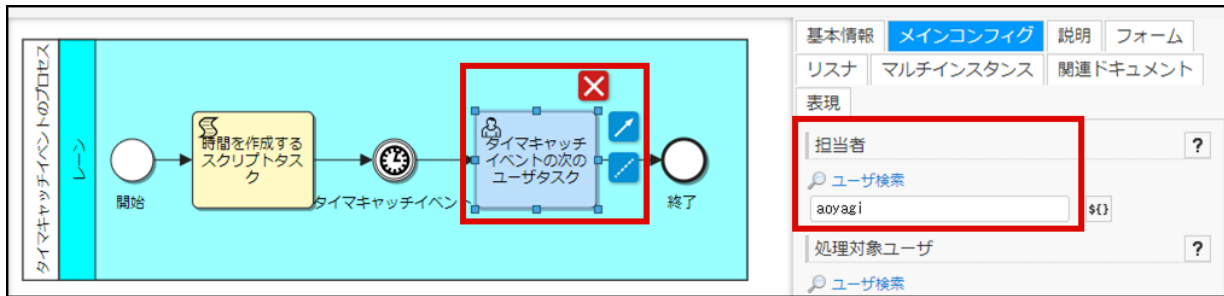 タイマキャッチイベントのプロセス
レーン
開始
時間を作成する
スクリプトタス
ク
タイマキャッチイベント
タイマキャッチ
イベントの次の
ユーザタスク
終了
基本情報 メインコンフィグ 説明 フォーム
リスナ マルチインスタンス 関連ドキュメント
表現
担当者 ?
ユーザ検索
aoyagi ${}
処理対象ユーザ ?
ユーザ検索